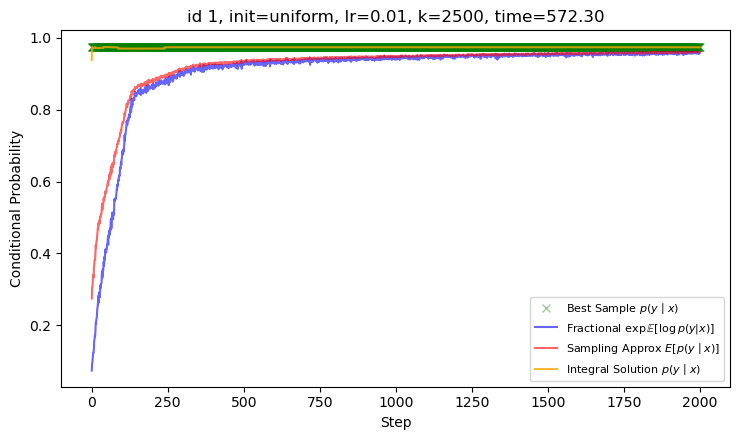 id 1, init=uniform, lr=0.01, k=2500, time=572.30
1.0
0.8
0.6
0.4
0.2
Conditional Probability
Best Sample p(y | x)
Fractional exp𝔼[log p(y|x)]
Sampling Approx E[p(y | x)]
Integral Solution p(y | x)
0 250 500 750 1000 1250 1500 1750 2000
Step